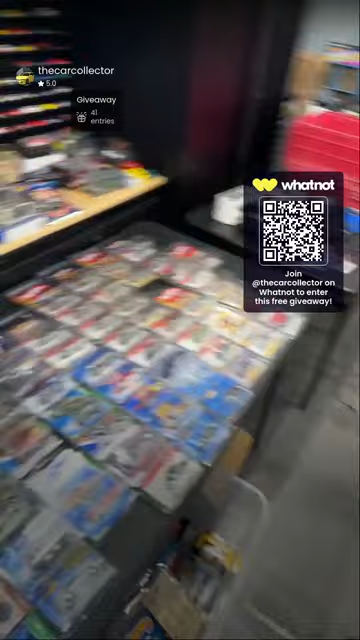 thecarcollector
★ 5.0
Giveaway
41
entries
whatnot
Join
@thecarcollector on
Whatnot to enter
this free giveaway!